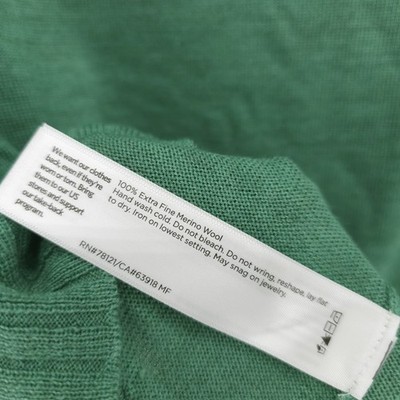 We want our clothes
back, even if they're
worn or torn. Bring
them to our US
stores and support
our take-back
program.
100% Extra Fine Merino Wool
Hand wash cold. Do not bleach. Do not wring, reshape, lay flat
to dry. Iron on lowest setting. May snag on jewelry.
RN#78121/CA#63918 MF